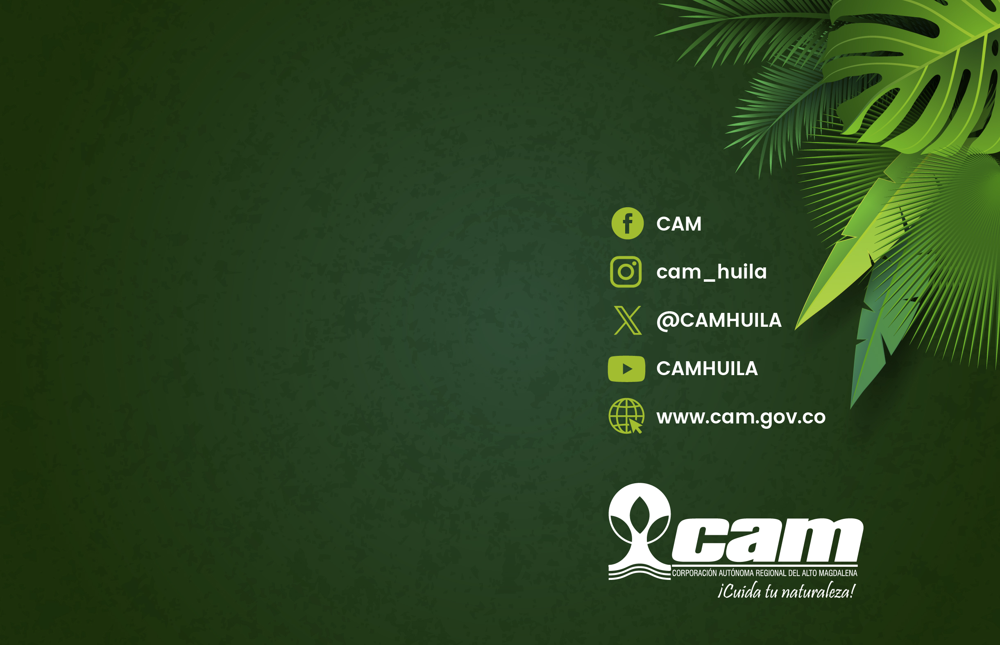 CAM
cam_huila
@CAMHUILA
CAMHUILA
www.cam.gov.co
cam
CORPORACIÓN AUTÓNOMA REGIONAL DEL ALTO MAGDALENA
¡Cuida tu naturaleza!